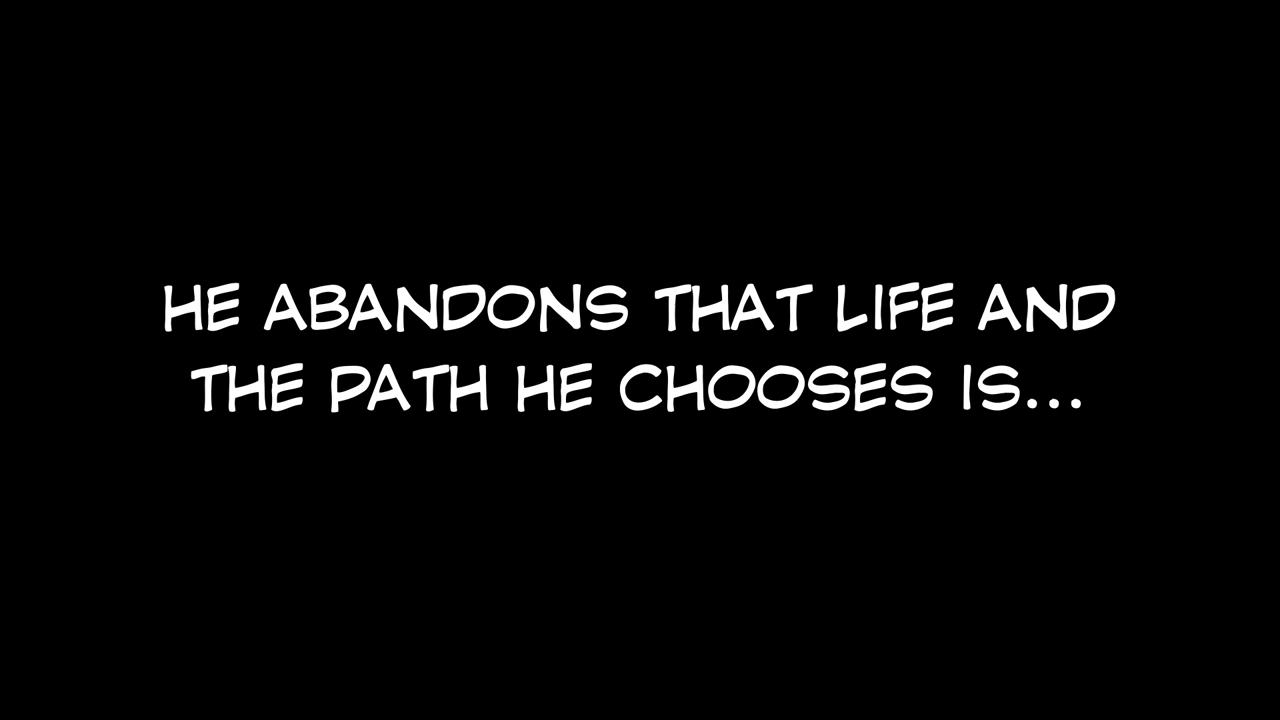 HE ABANDONS THAT LIFE AND
THE PATH HE CHOOSES IS...